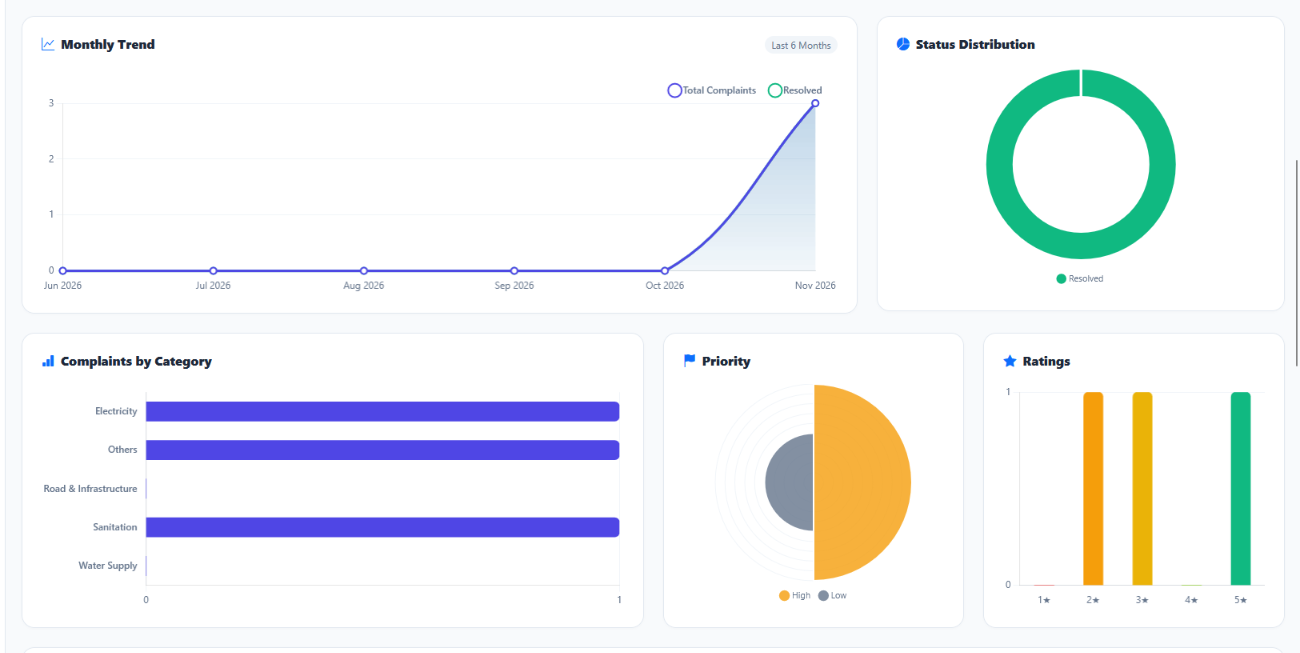 Monthly Trend
Last 6 Months
Total Complaints
Resolved
3
2
1
0
Jun 2026
Jul 2026
Aug 2026
Sep 2026
Oct 2026
Nov 2026
Status Distribution
Resolved
Complaints by Category
Electricity
Others
Road & Infrastructure
Sanitation
Water Supply
0
1
Priority
High
Low
Ratings
1
0
1★
2★
3★
4★
5★